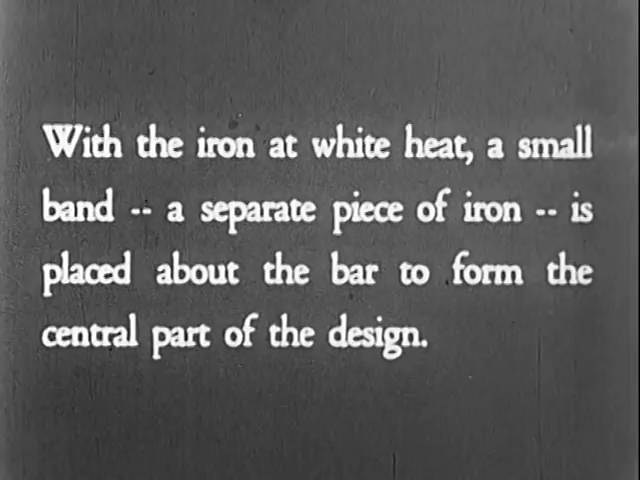 With the iron at white heat, a small
band -- a separate piece of iron -- is
placed about the bar to form the
central part of the design.